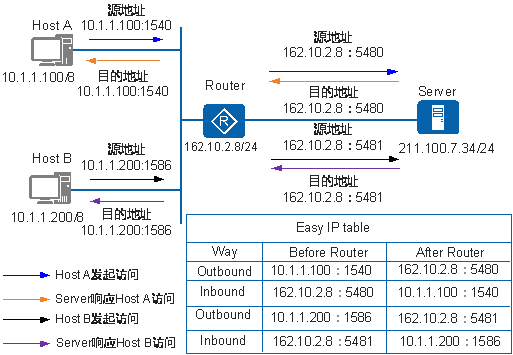 Host A
源地址
10.1.1.100:1540
目的地址
10.1.1.100:1540
10.1.1.100/8
源地址
162.10.2.8：5480
目的地址
162.10.2.8：5480
Router
162.10.2.8/24
Server
211.100.7.34/24
源地址
162.10.2.8：5481
目的地址
162.10.2.8：5481
Host B
源地址
10.1.1.200:1586
目的地址
10.1.1.200:1586
10.1.1.200/8
Easy IP table
Way Before Router After Router
Outbound 10.1.1.100：1540 162.10.2.8：5480
Inbound 162.10.2.8：5480 10.1.1.100：1540
Outbound 10.1.1.200：1586 162.10.2.8：5481
Inbound 162.10.2.8：5481 10.1.1.200：1586
Host A发起访问
Server响应Host A访问
Host B发起访问
Server响应Host B访问